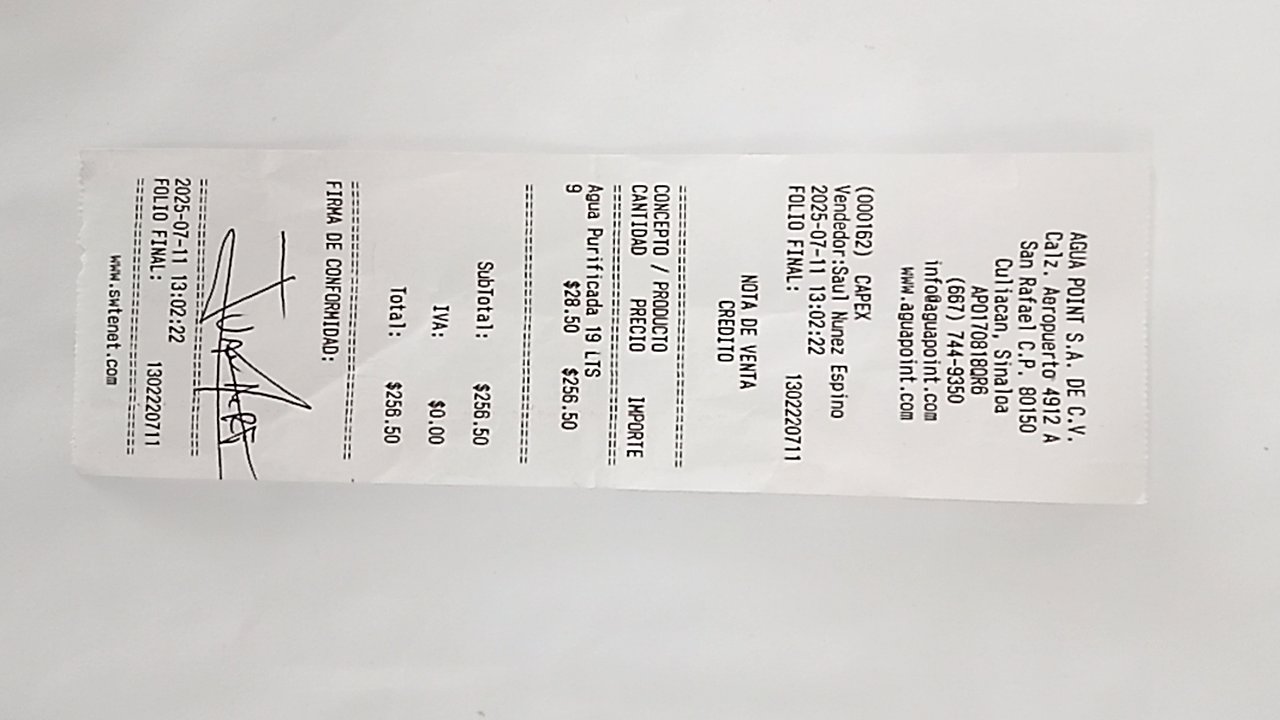 AGUA POINT S.A. DE C.V.
Calz. Aeropuerto 4912 A
San Rafael C.P. 80150
Culiacan, Sinaloa
APO170818QR6
(667) 744-9350
info@aguapoint.com
www.aguapoint.com
(000162) CAPEX
Vendedor:Saul Nunez Espino
2025-07-11 13:02:22
FOLIO FINAL: 1302220711
NOTA DE VENTA
CREDITO
================================
CONCEPTO / PRODUCTO
CANTIDAD PRECIO IMPORTE
================================
Agua Purificada 19 LTS
9 $28.50 $256.50
================================
SubTotal: $256.50
IVA: $0.00
Total: $256.50
================================
FIRMA DE CONFORMIDAD:
================================
2025-07-11 13:02:22
FOLIO FINAL: 1302220711
================================
www.swtenet.com